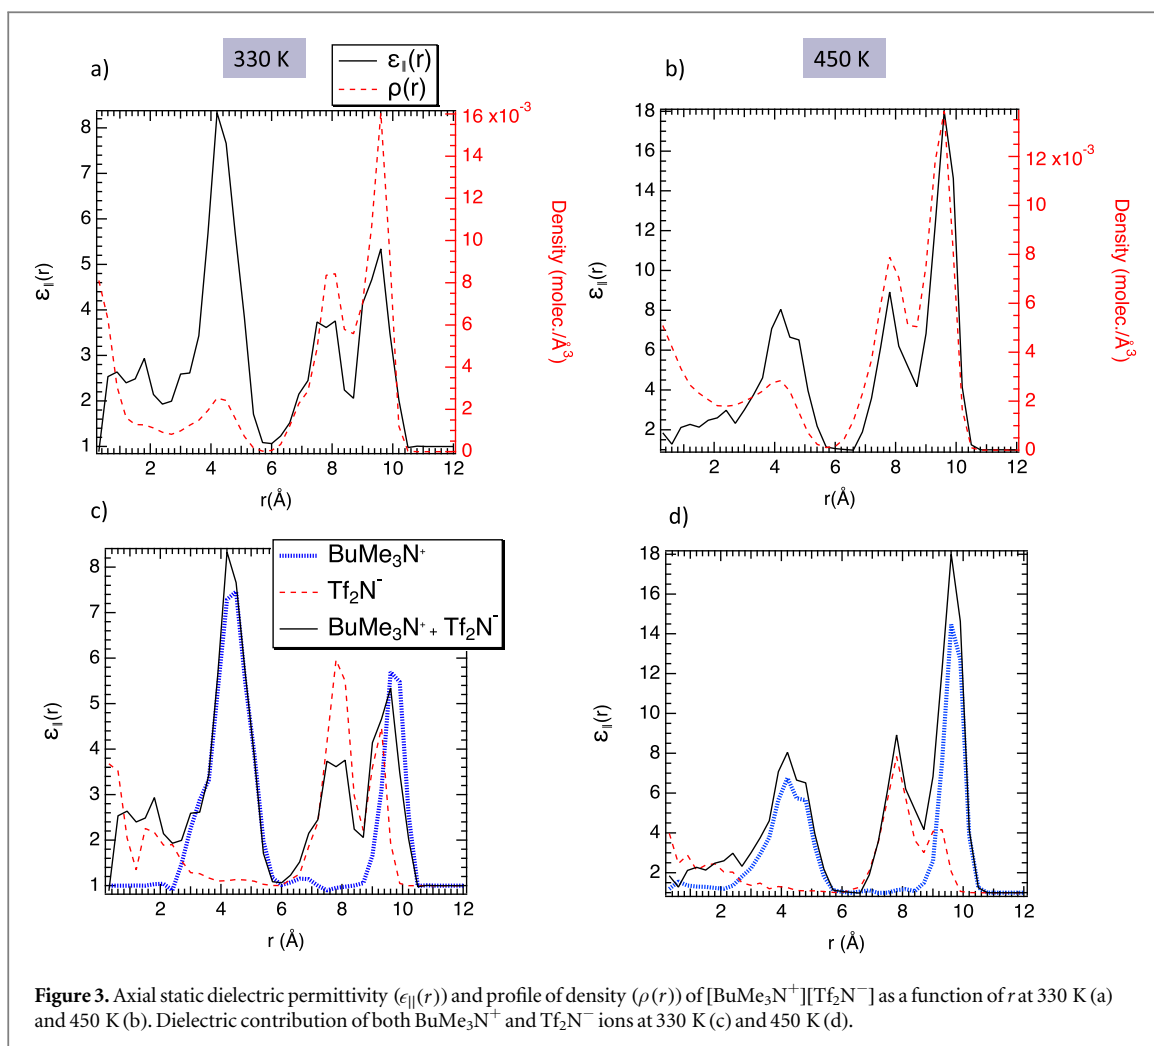 330 K
450 K
a)
ε||(r)
ρ(r)
b)
8
7
6
5
4
3
2
1
ε||(r)
16 x10⁻³
14
12
10
8
6
4
2
0
Density (molec./Å³)
2 4 6 8 10 12
r(Å)
18
16
14
12
10
8
6
4
2
ε||(r)
12 x10⁻³
10
8
6
4
2
0
Density (molec./Å³)
2 4 6 8 10 12
r(Å)
c)
BuMe₃N⁺
Tf₂N⁻
BuMe₃N⁺ + Tf₂N⁻
d)
8
7
6
5
4
3
2
1
ε||(r)
2 4 6 8 10 12
r (Å)
18
16
14
12
10
8
6
4
2
ε||(r)
2 4 6 8 10 12
r (Å)
Figure 3. Axial static dielectric permittivity (ϵ||(r)) and profile of density (ρ(r)) of [BuMe₃N⁺][Tf₂N⁻] as a function of r at 330 K (a)
and 450 K (b). Dielectric contribution of both BuMe₃N⁺ and Tf₂N⁻ ions at 330 K (c) and 450 K (d).